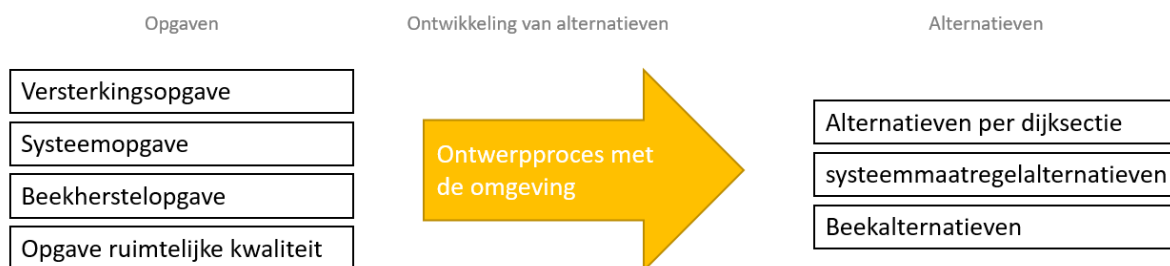 Opgaven
Ontwikkeling van alternatieven
Alternatieven
Versterkingsopgave
Systeemopgave
Beekherstelopgave
Opgave ruimtelijke kwaliteit
Ontwerpproces met
de omgeving
Alternatieven per dijksectie
systeemmaatregelalternatieven
Beekalternatieven